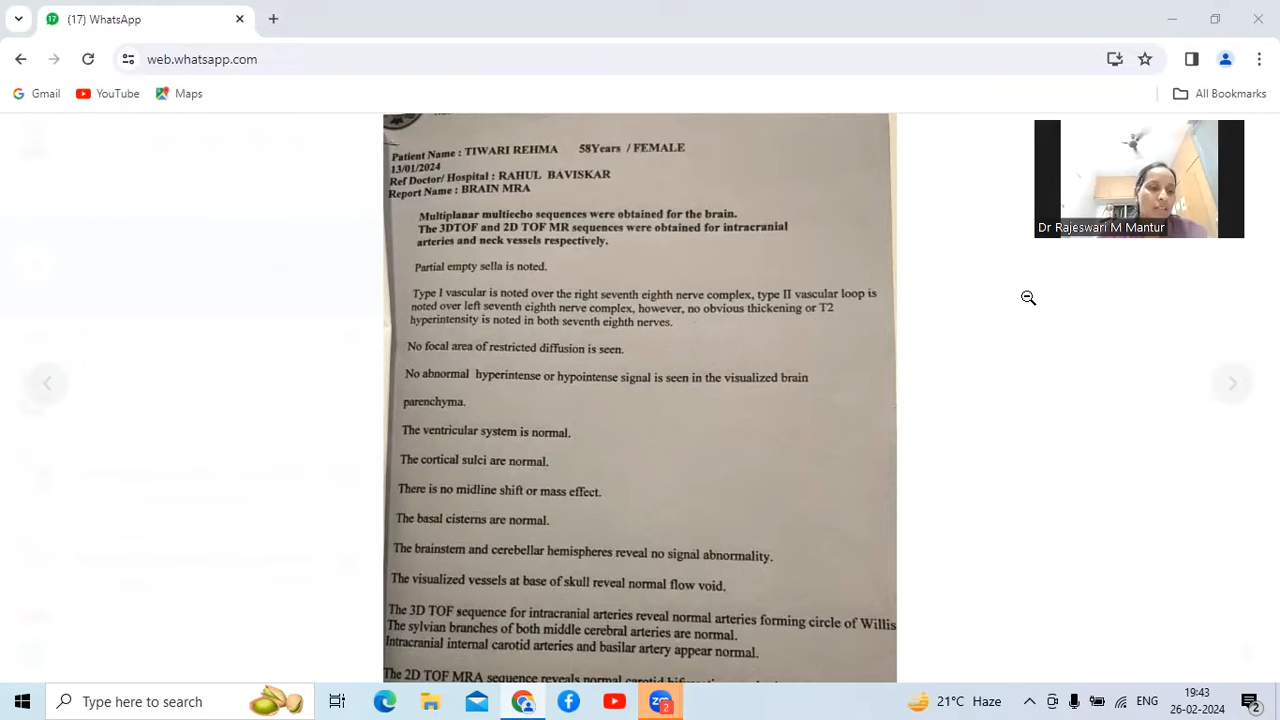 (17) WhatsApp
web.whatsapp.com
Gmail
YouTube
Maps
All Bookmarks
Patient Name : TIWARI REHMA 58Years / FEMALE
13/01/2024
Ref Doctor/ Hospital : RAHUL BAVISKAR
Report Name : BRAIN MRA
Multiplanar multiecho sequences were obtained for the brain.
The 3DTOF and 2D TOF MR sequences were obtained for intracranial
arteries and neck vessels respectively.
Partial empty sella is noted.
Type I vascular is noted over the right seventh eighth nerve complex, type II vascular loop is
noted over left seventh eighth nerve complex, however, no obvious thickening or T2
hyperintensity is noted in both seventh eighth nerves.
No focal area of restricted diffusion is seen.
No abnormal hyperintense or hypointense signal is seen in the visualized brain
parenchyma.
The ventricular system is normal.
The cortical sulci are normal.
There is no midline shift or mass effect.
The basal cisterns are normal.
The brainstem and cerebellar hemispheres reveal no signal abnormality.
The visualized vessels at base of skull reveal normal flow void.
The 3D TOF sequence for intracranial arteries reveal normal arteries forming circle of Willis
The sylvian branches of both middle cerebral arteries are normal.
Intracranial internal carotid arteries and basilar artery appear normal.
The 2D TOF MRA sequence reveals normal carotid
Dr Rajeswari M Mantur
Type here to search
2
21°C Haze
ENG
19:43
26-02-2024
2